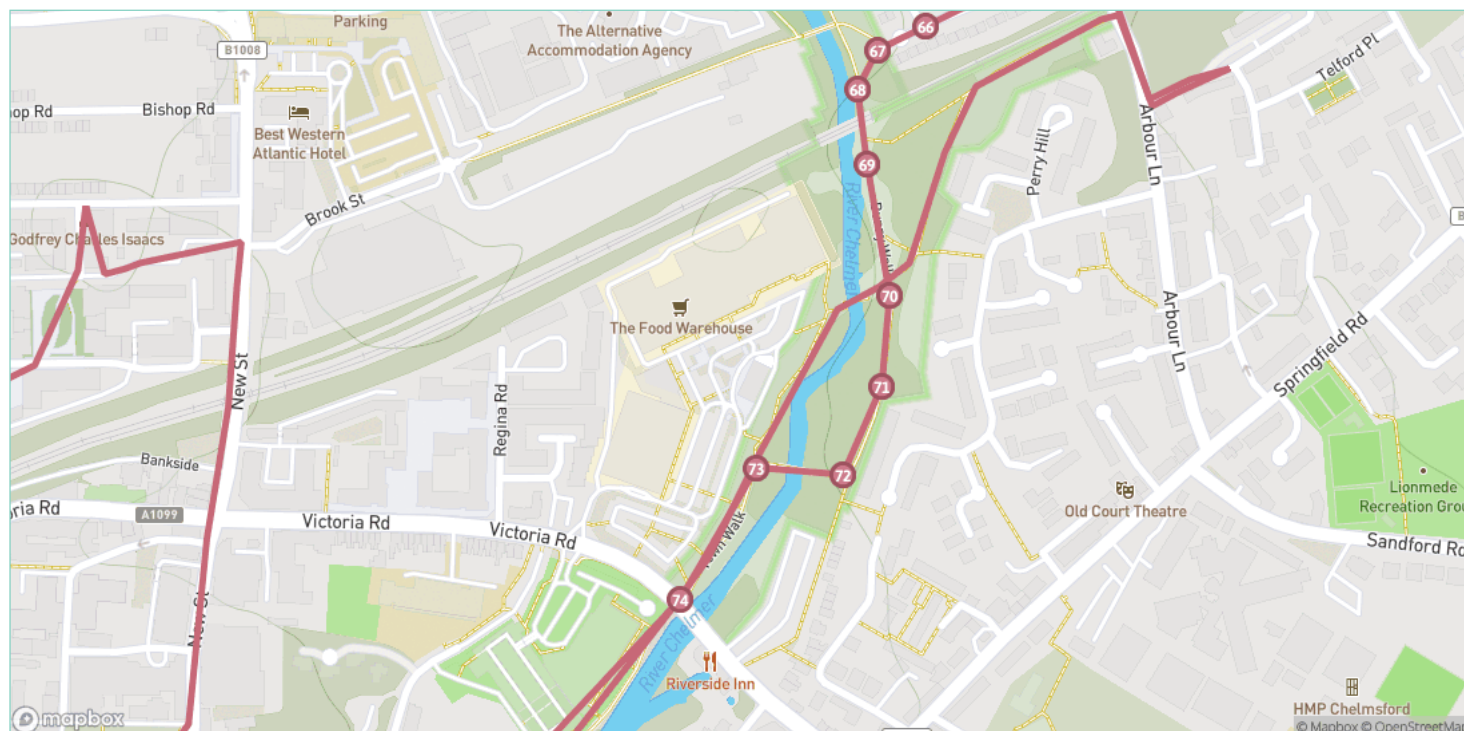 Parking
B1008
The Alternative
Accommodation Agency
66
67
Telford Pl
68
hop Rd
Bishop Rd
Best Western
Atlantic Hotel
Arbour Ln
Perry Hill
69
River Chelmer
Brook St
Godfrey Charles Isaacs
B
70
The Food Warehouse
Arbour Ln
Springfield Rd
New St
71
Regina Rd
Bankside
73
72
Lionmede
Recreation Grou
Old Court Theatre
oria Rd
A1099
Victoria Rd
Victoria Rd
Sandford Rd
74
New St
River Chelmer
Riverside Inn
HMP Chelmsford
mapbox
© Mapbox © OpenStreetMap